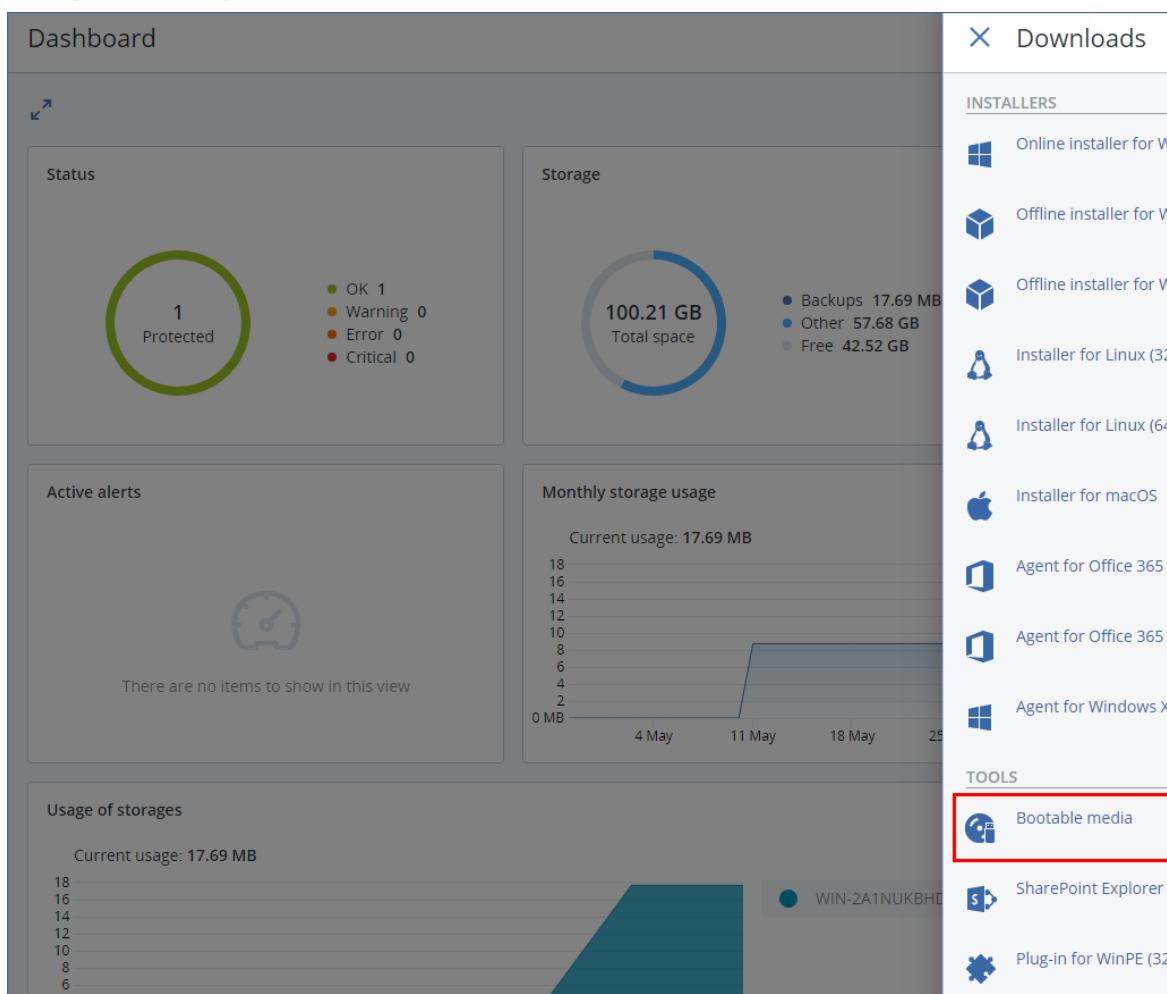 Dashboard
Status
1
Protected
OK 1
Warning 0
Error 0
Critical 0
Storage
100.21 GB
Total space
Backups 17.69 MB
Other 57.68 GB
Free 42.52 GB
Active alerts
There are no items to show in this view
Monthly storage usage
Current usage: 17.69 MB
18
16
14
12
10
8
6
4
2
0 MB
4 May 11 May 18 May 25
Usage of storages
Current usage: 17.69 MB
18
16
14
12
10
8
6
WIN-2A1NUKBHD
Downloads
INSTALLERS
Online installer for W
Offline installer for W
Offline installer for W
Installer for Linux (32
Installer for Linux (64
Installer for macOS
Agent for Office 365
Agent for Office 365
Agent for Windows X
TOOLS
Bootable media
SharePoint Explorer
Plug-in for WinPE (32